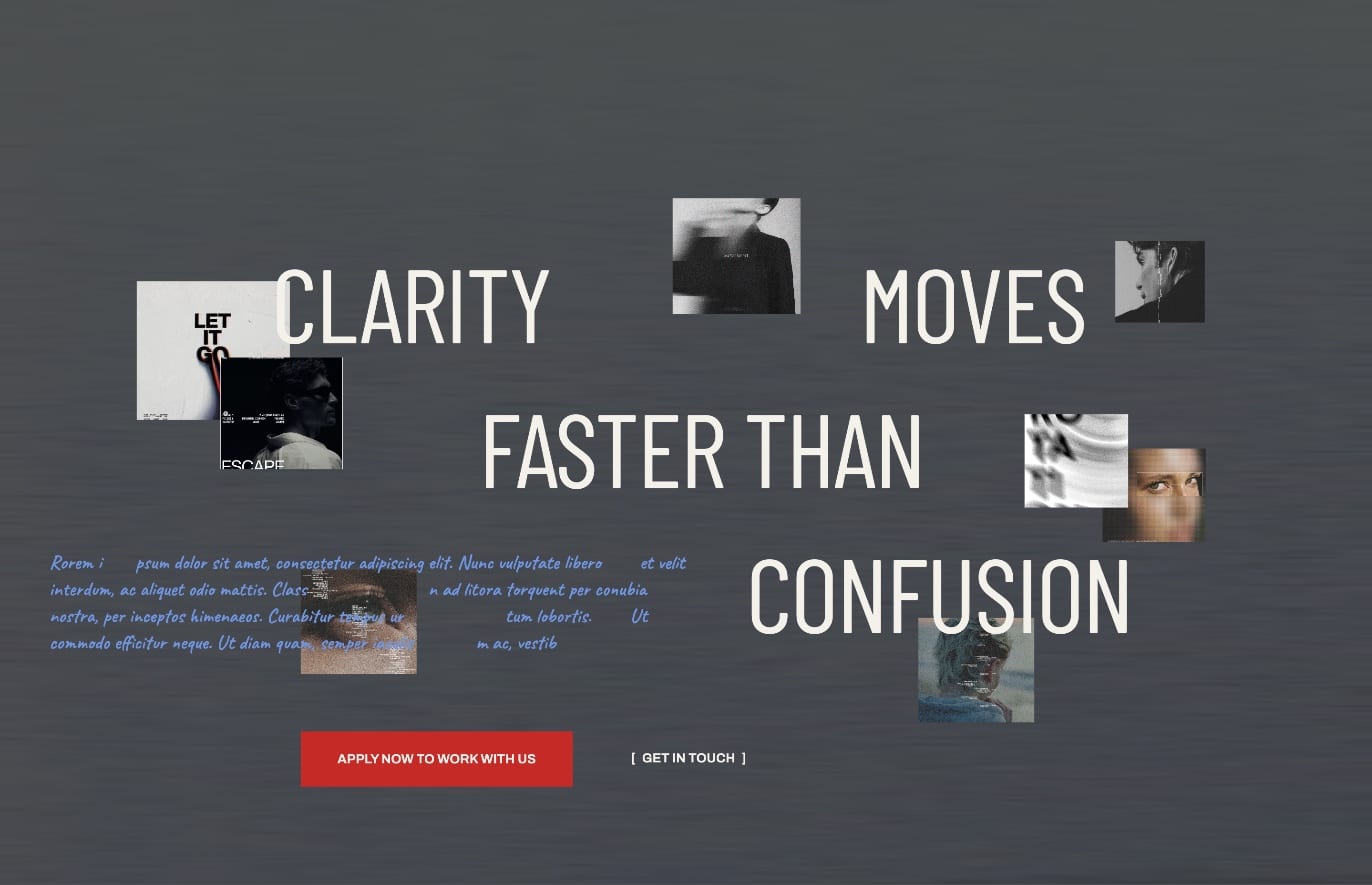 CLARITY MOVES
LET
IT
GO
ESCAPE
FASTER THAN
CONFUSION
Rorem i psum dolor sit amet, consectetur adipiscing elit. Nunc vulputate libero et velit
interdum, ac aliquet odio mattis. Class n ad litora torquent per conubia
nostra, per inceptos himenaeos. Curabitur tempus ur tum lobortis. Ut
commodo efficitur neque. Ut diam quam, semper m ac, vestib
APPLY NOW TO WORK WITH US
[ GET IN TOUCH ]